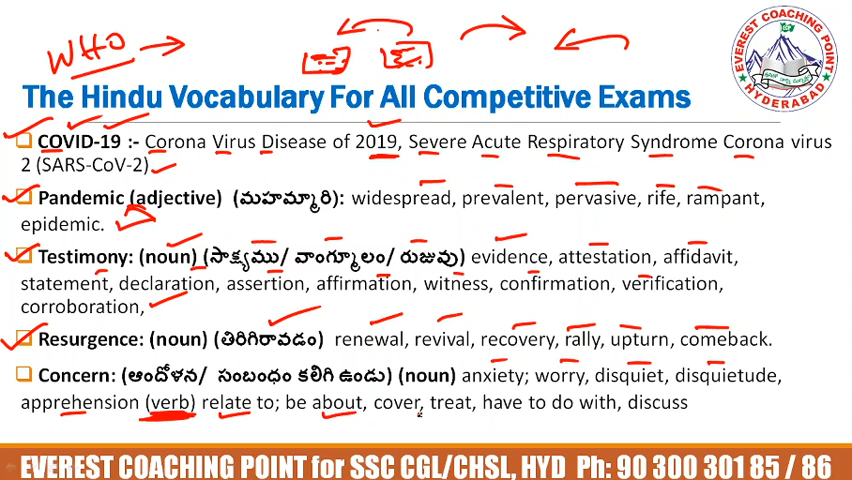 WHO
EVEREST COACHING POINT
HYDERABAD
The Hindu Vocabulary For All Competitive Exams
COVID-19 :- Corona Virus Disease of 2019, Severe Acute Respiratory Syndrome Corona virus
2 (SARS-CoV-2)
Pandemic (adjective) (మహమ్మారి): widespread, prevalent, pervasive, rife, rampant,
epidemic.
Testimony: (noun) (సాక్ష్యము/ వాంగ్మూలం/ రుజువు) evidence, attestation, affidavit,
statement, declaration, assertion, affirmation, witness, confirmation, verification,
corroboration,
Resurgence: (noun) (తిరిగిరావడం) renewal, revival, recovery, rally, upturn, comeback.
Concern: (ఆందోళన/ సంబంధం కలిగి ఉండు) (noun) anxiety; worry, disquiet, disquietude,
apprehension (verb) relate to; be about, cover, treat, have to do with, discuss
EVEREST COACHING POINT for SSC CGL/CHSL, HYD Ph: 90 300 301 85 / 86